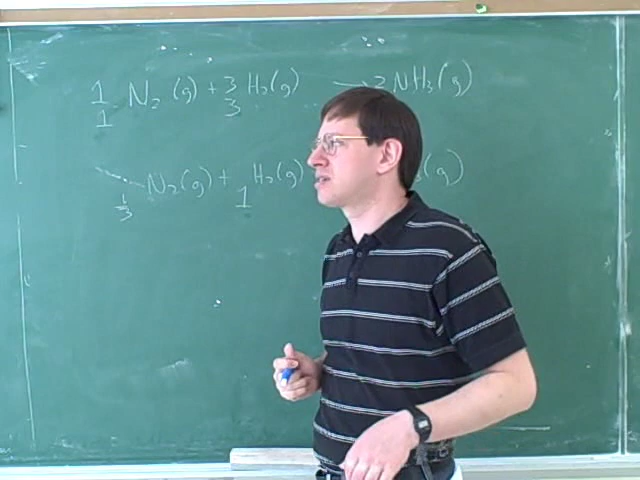 1 N₂ (g) + 3 H₂(g) → 2 NH₃(g)
1 3
N₂(g) + H₂(g) (g)
1/3 1